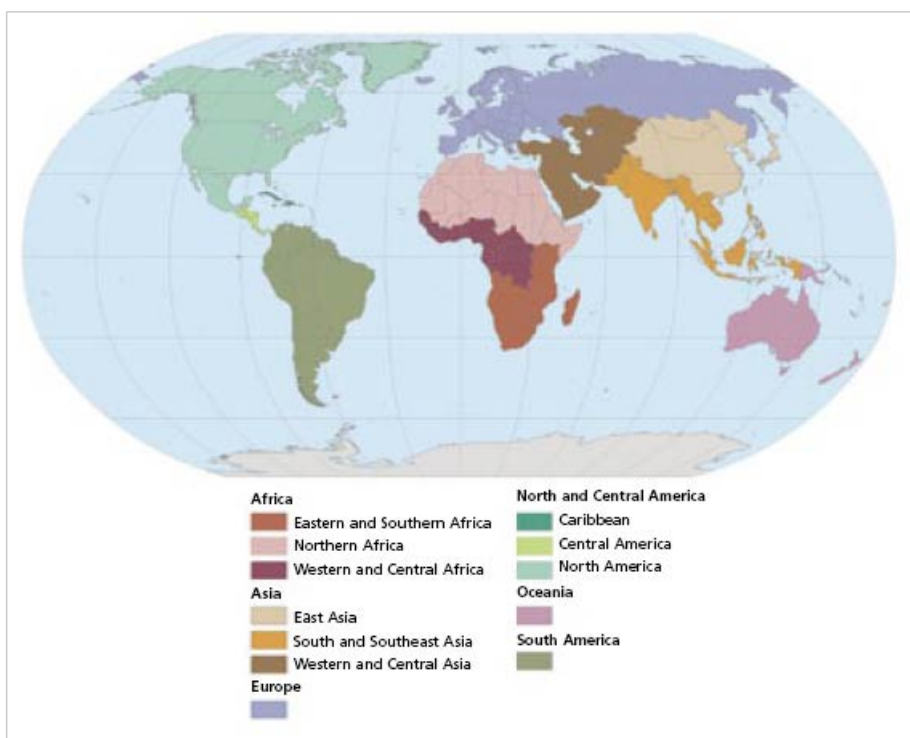 Africa
Eastern and Southern Africa
Northern Africa
Western and Central Africa
Asia
East Asia
South and Southeast Asia
Western and Central Asia
Europe
North and Central America
Caribbean
Central America
North America
Oceania
South America